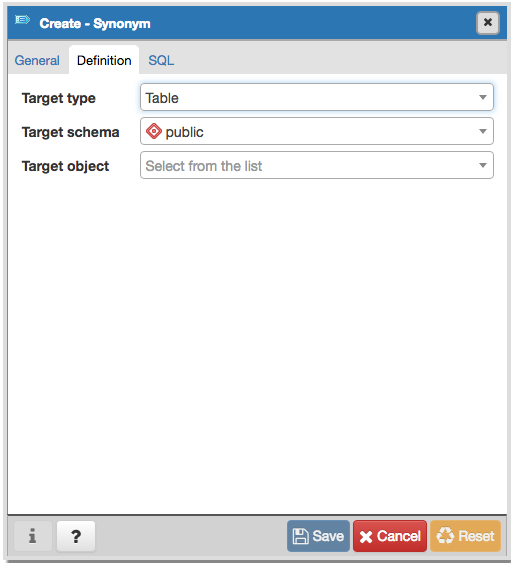 Create - Synonym
General Definition SQL
Target type Table
Target schema public
Target object Select from the list
i ? Save Cancel Reset